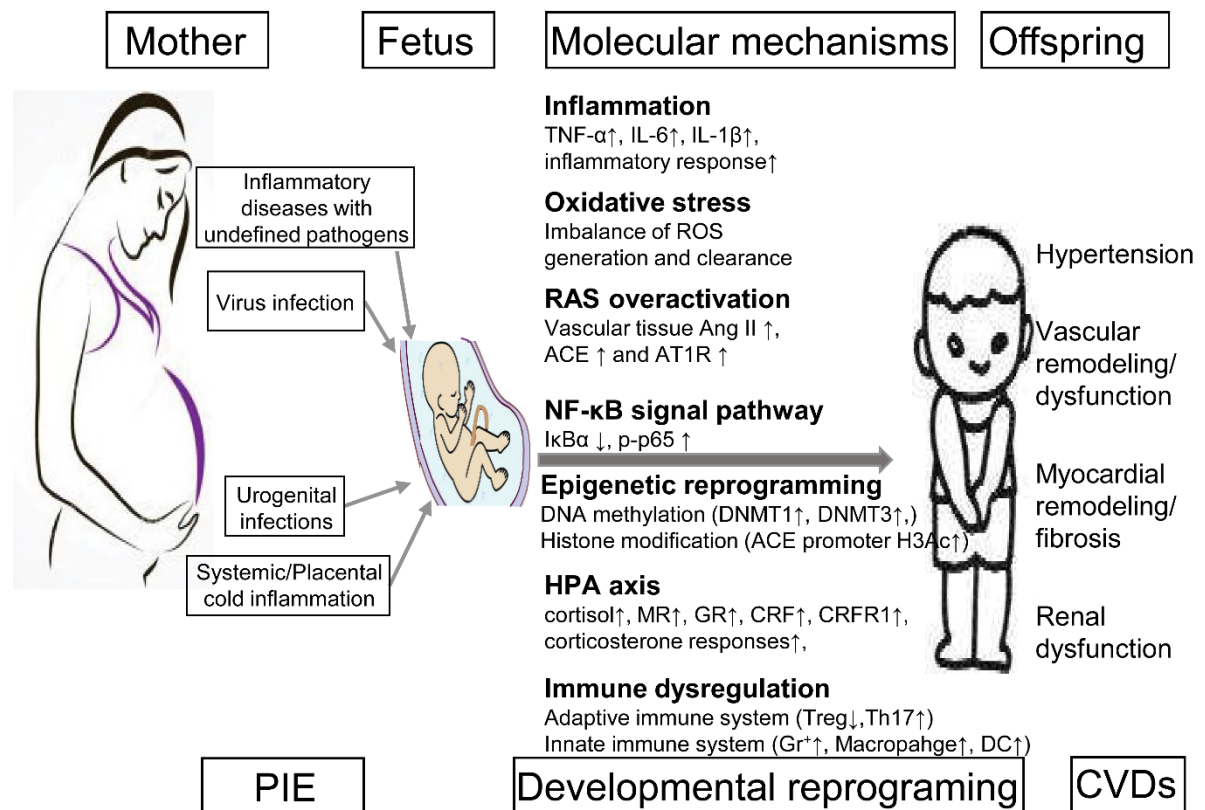 Mother
Fetus
Molecular mechanisms
Offspring
Inflammatory
diseases with
undefined pathogens
Virus infection
Urogenital
infections
Systemic/Placental
cold inflammation
Inflammation
TNF-α↑, IL-6↑, IL-1β↑,
inflammatory response↑
Oxidative stress
Imbalance of ROS
generation and clearance
RAS overactivation
Vascular tissue Ang II ↑,
ACE ↑ and AT1R ↑
NF-κB signal pathway
IκBα ↓, p-p65 ↑
Epigenetic reprogramming
DNA methylation (DNMT1↑, DNMT3↑,)
Histone modification (ACE promoter H3Ac↑)
HPA axis
cortisol↑, MR↑, GR↑, CRF↑, CRFR1↑,
corticosterone responses↑,
Immune dysregulation
Adaptive immune system (Treg↓,Th17↑)
Innate immune system (Gr⁺↑, Macropahge↑, DC↑)
Hypertension
Vascular
remodeling/
dysfunction
Myocardial
remodeling/
fibrosis
Renal
dysfunction
PIE
Developmental reprograming
CVDs